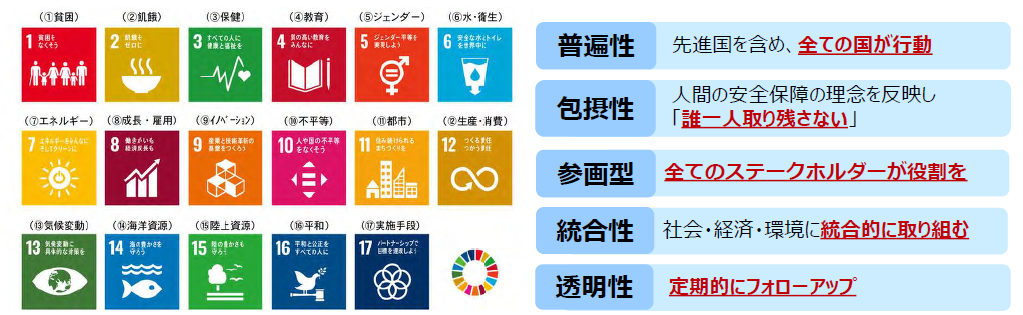 (①貧困)
(②飢餓)
(③保健)
(④教育)
(⑤ジェンダー)
(⑥水・衛生)
1 貧困を
なくそう
2 飢餓を
ゼロに
3 すべての人に
健康と福祉を
4 質の高い教育を
みんなに
5 ジェンダー平等を
実現しよう
6 安全な水とトイレ
を世界中に
(⑦エネルギー)
(⑧成長・雇用)
(⑨イノベーション)
(⑩不平等)
(⑪都市)
(⑫生産・消費)
7 エネルギーをみんなに
そしてクリーンに
8 働きがいも
経済成長も
9 産業と技術革新の
基盤をつくろう
10 人や国の不平等
をなくそう
11 住み続けられる
まちづくりを
12 つくる責任
つかう責任
(⑬気候変動)
(⑭海洋資源)
(⑮陸上資源)
(⑯平和)
(⑰実施手段)
13 気候変動に
具体的な対策を
14 海の豊かさを
守ろう
15 陸の豊かさも
守ろう
16 平和と公正を
すべての人に
17 パートナーシップで
目標を達成しよう
普遍性
先進国を含め、全ての国が行動
包摂性
人間の安全保障の理念を反映し
「誰一人取り残さない」
参画型
全てのステークホルダーが役割を
統合性
社会・経済・環境に統合的に取り組む
透明性
定期的にフォローアップ